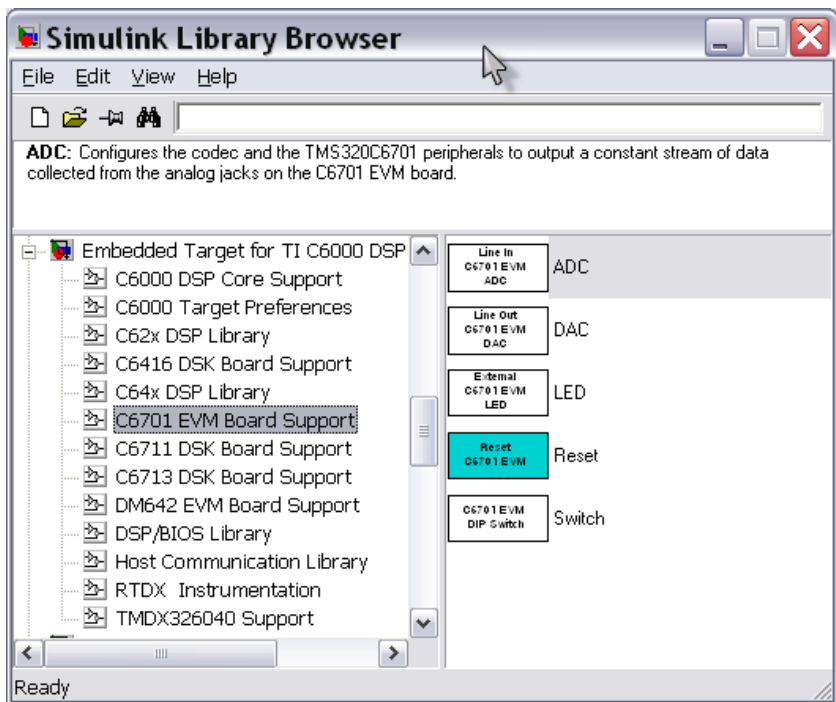 Simulink Library Browser
File Edit View Help
ADC: Configures the codec and the TMS320C6701 peripherals to output a constant stream of data
collected from the analog jacks on the C6701 EVM board.
Embedded Target for TI C6000 DSP
C6000 DSP Core Support
C6000 Target Preferences
C62x DSP Library
C6416 DSK Board Support
C64x DSP Library
C6701 EVM Board Support
C6711 DSK Board Support
C6713 DSK Board Support
DM642 EVM Board Support
DSP/BIOS Library
Host Communication Library
RTDX Instrumentation
TMDX326040 Support
Line In
C6701 EVM
ADC
ADC
Line Out
C6701 EVM
DAC
DAC
External
C6701 EVM
LED
LED
Reset
C6701 EVM
Reset
C6701 EVM
DIP Switch
Switch
Ready